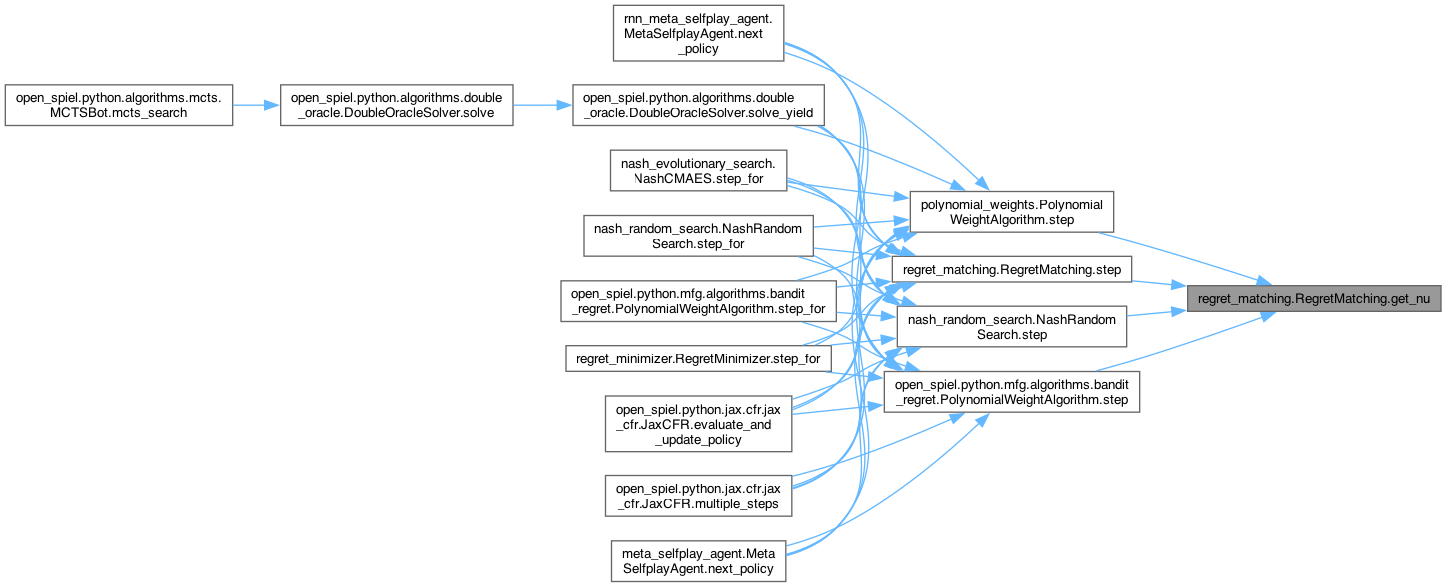 rnn_meta_selfplay_agent.
MetaSelfplayAgent.next
_policy
open_spiel.python.algorithms.mcts.
MCTSBot.mcts_search
open_spiel.python.algorithms.double
_oracle.DoubleOracleSolver.solve
open_spiel.python.algorithms.double
_oracle.DoubleOracleSolver.solve_yield
nash_evolutionary_search.
NashCMAES.step_for
nash_random_search.NashRandom
Search.step_for
open_spiel.python.mfg.algorithms.bandit
_regret.PolynomialWeightAlgorithm.step_for
regret_minimizer.RegretMinimizer.step_for
open_spiel.python.jax.cfr.jax
_cfr.JaxCFR.evaluate_and
_update_policy
open_spiel.python.jax.cfr.jax
_cfr.JaxCFR.multiple_steps
meta_selfplay_agent.Meta
SelfplayAgent.next_policy
polynomial_weights.Polynomial
WeightAlgorithm.step
regret_matching.RegretMatching.step
nash_random_search.NashRandom
Search.step
open_spiel.python.mfg.algorithms.bandit
_regret.PolynomialWeightAlgorithm.step
regret_matching.RegretMatching.get_nu